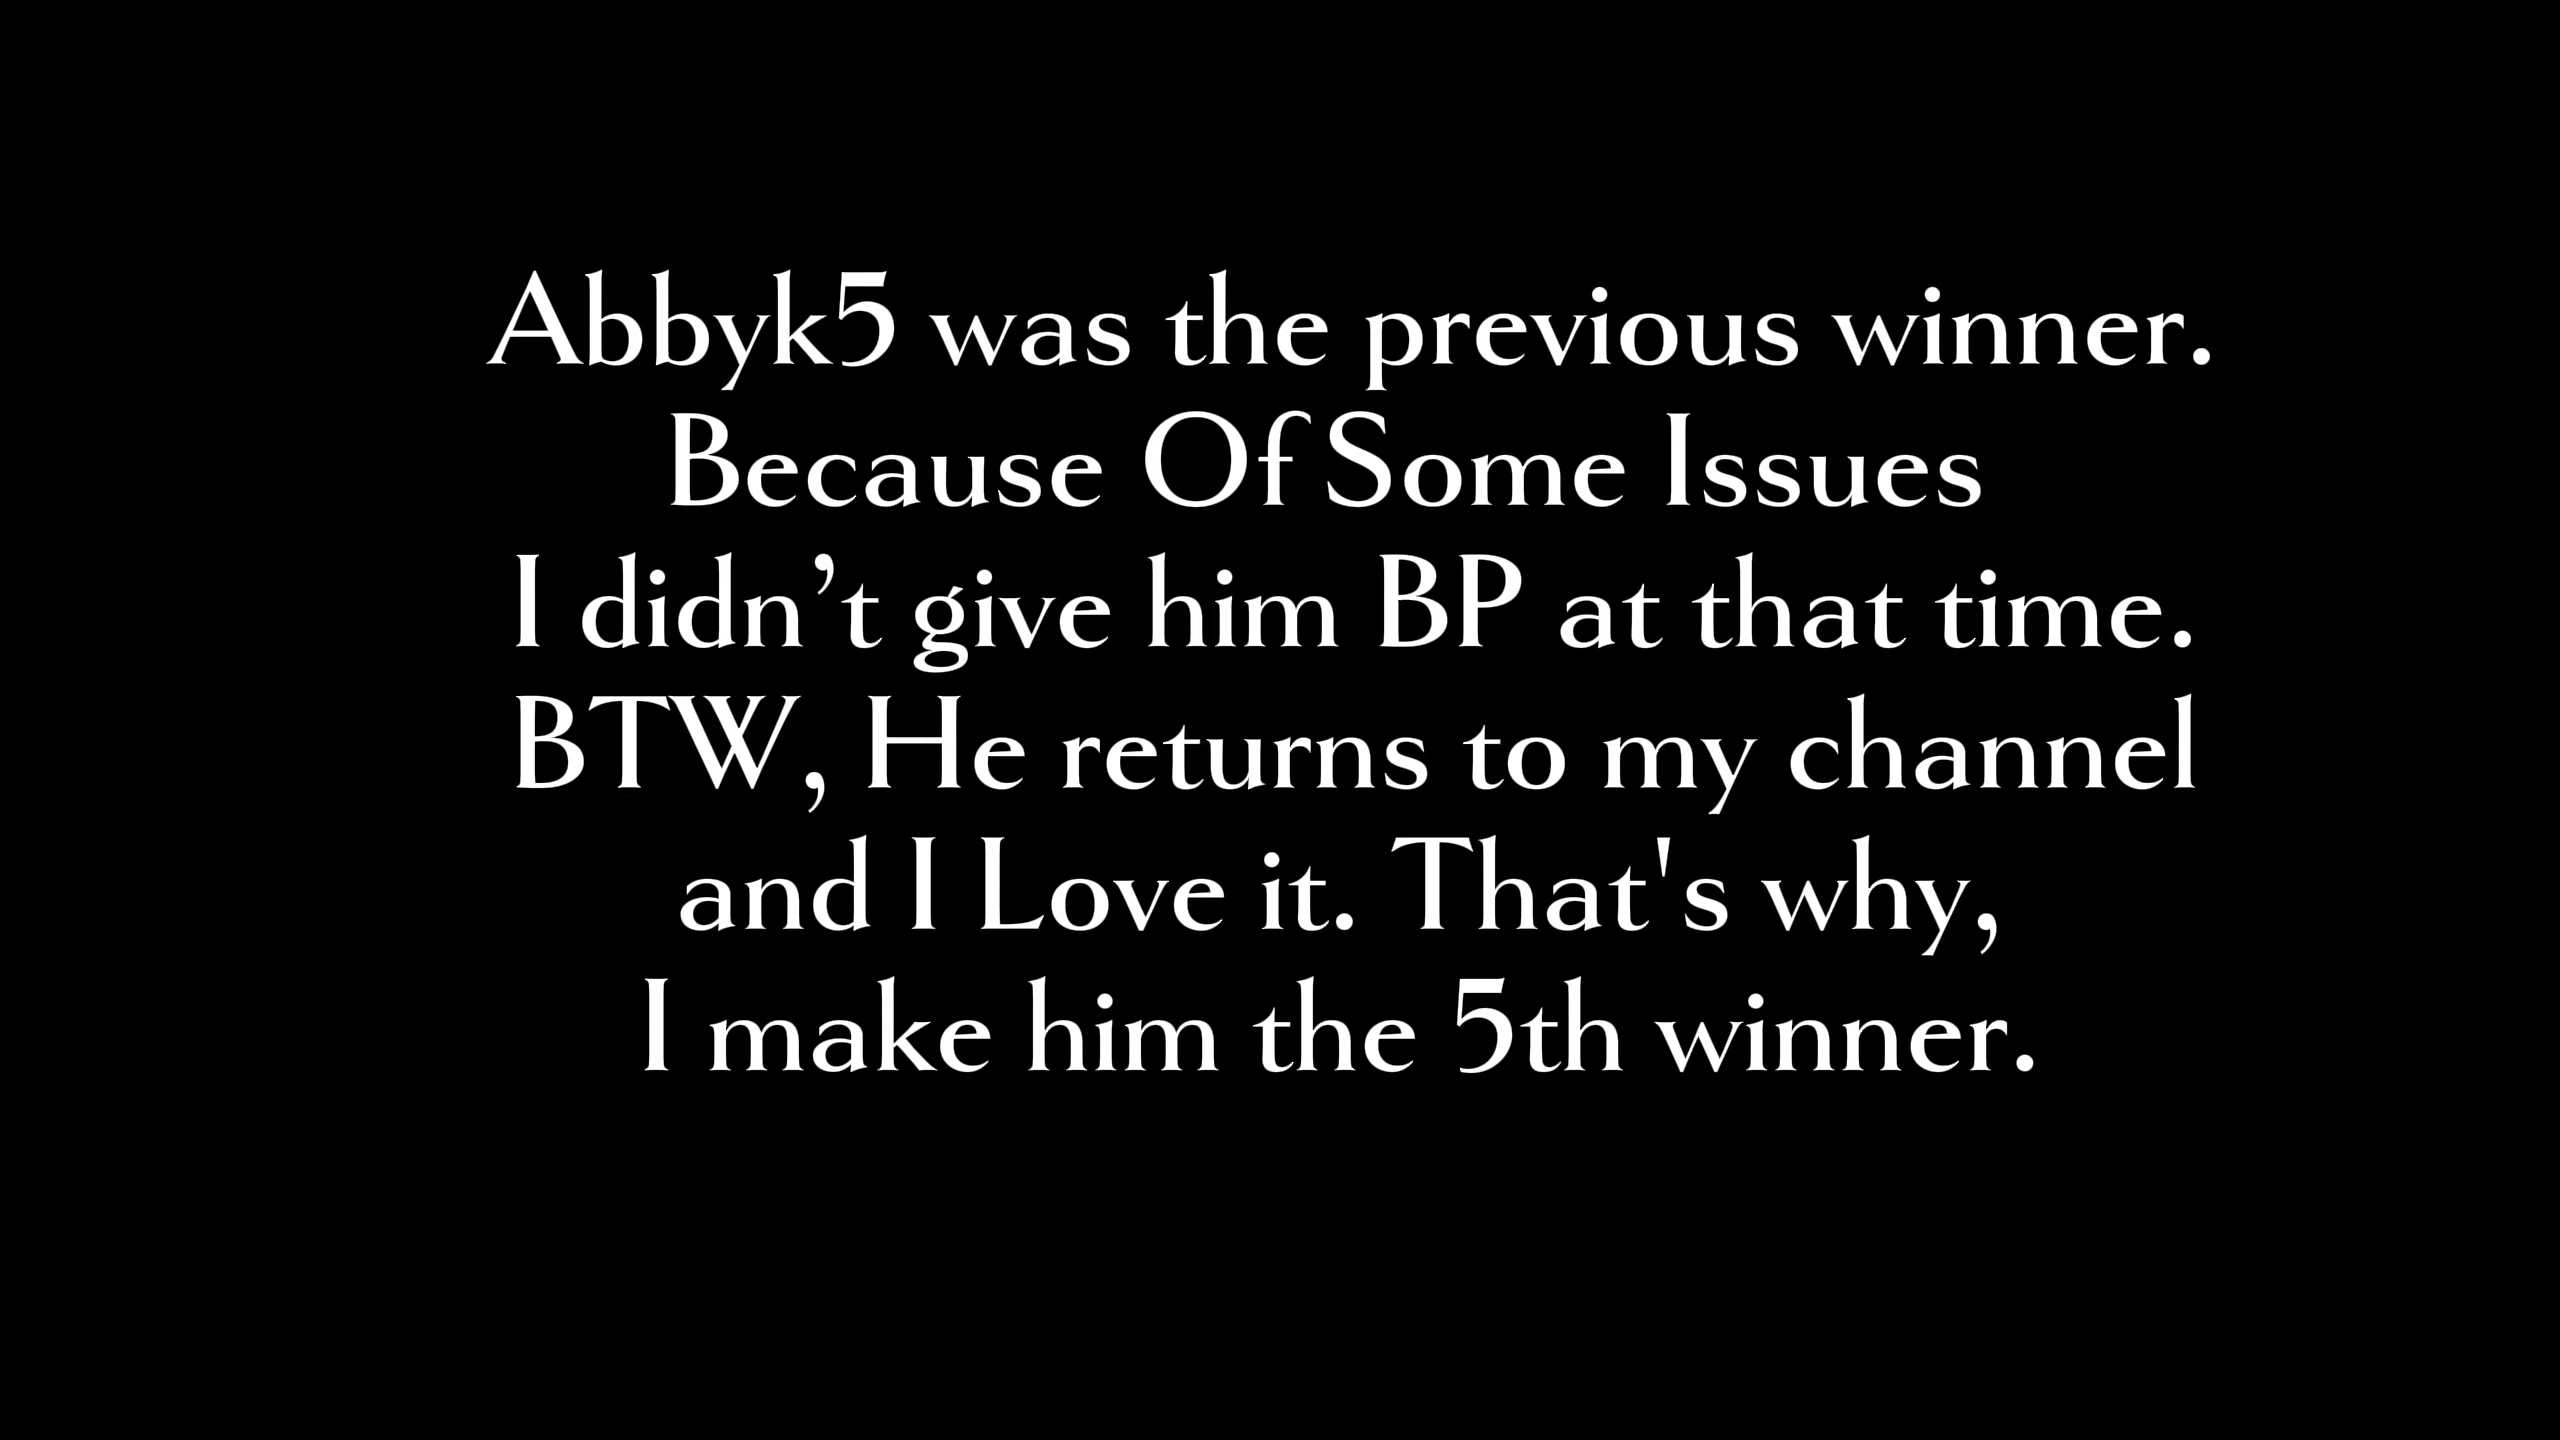 Abbyk5 was the previous winner.
Because Of Some Issues
I didn’t give him BP at that time.
BTW, He returns to my channel
and I Love it. That's why,
I make him the 5th winner.